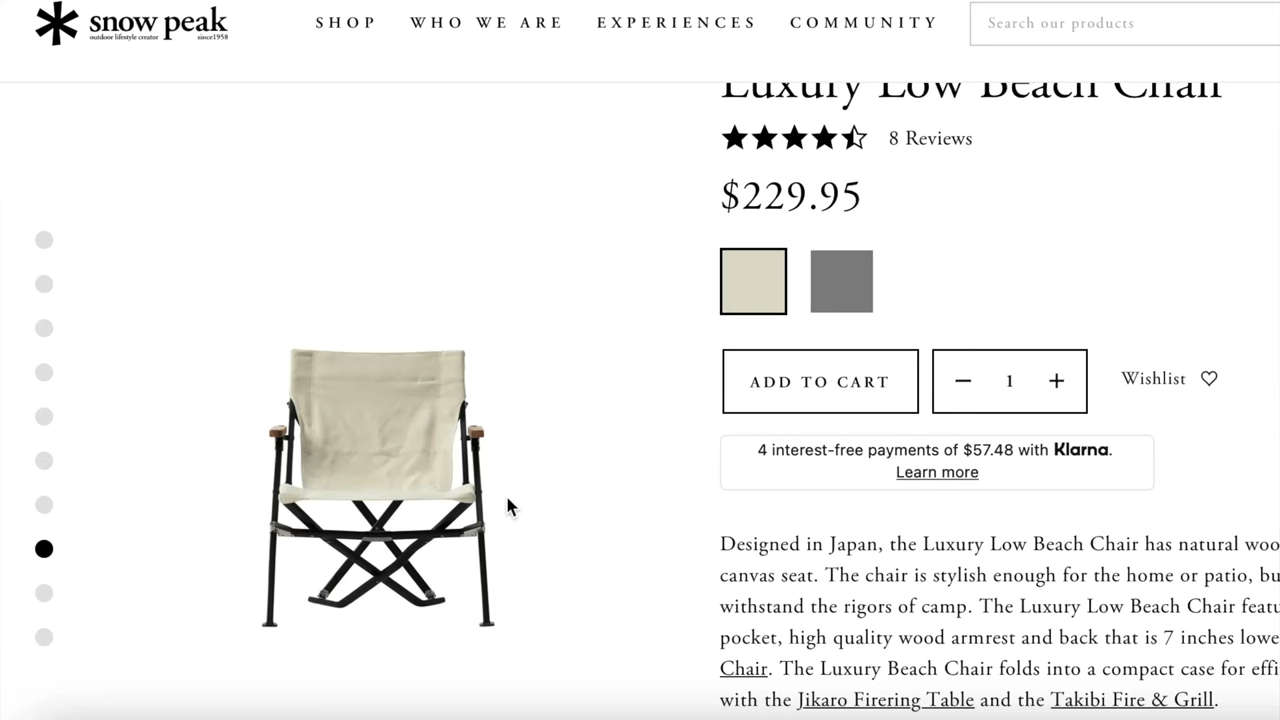 snow peak
outdoor lifestyle creator since1958
SHOP WHO WE ARE EXPERIENCES COMMUNITY
Search our products
Luxury Low Beach Chair
8 Reviews
$229.95
ADD TO CART
1
Wishlist
4 interest-free payments of $57.48 with Klarna.
Learn more
Designed in Japan, the Luxury Low Beach Chair has natural woo
canvas seat. The chair is stylish enough for the home or patio, bu
withstand the rigors of camp. The Luxury Low Beach Chair featu
pocket, high quality wood armrest and back that is 7 inches lowe
Chair. The Luxury Beach Chair folds into a compact case for effi
with the Jikaro Firering Table and the Takibi Fire & Grill.